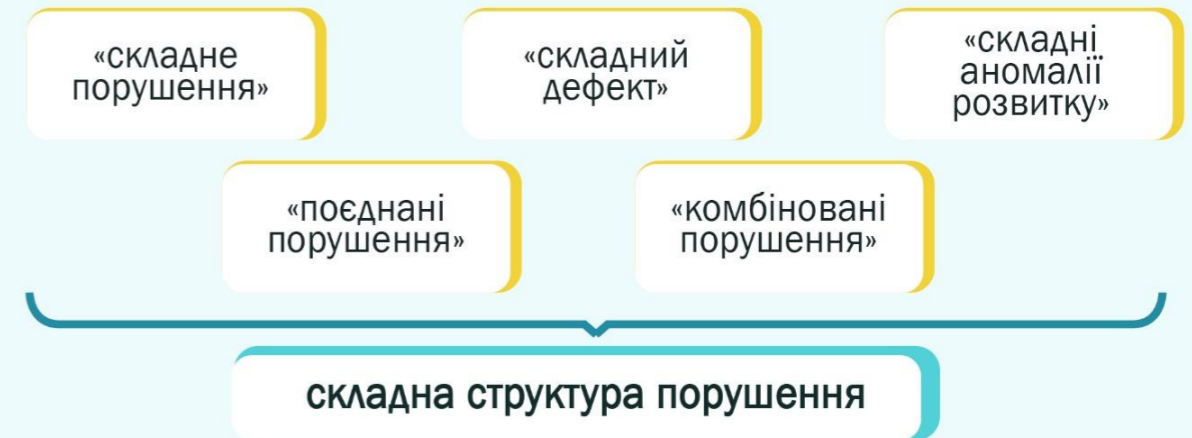 «складне
порушення»
«складний
дефект»
«складні
аномалії
розвитку»
«поєднані
порушення»
«комбіновані
порушення»
складна структура порушення